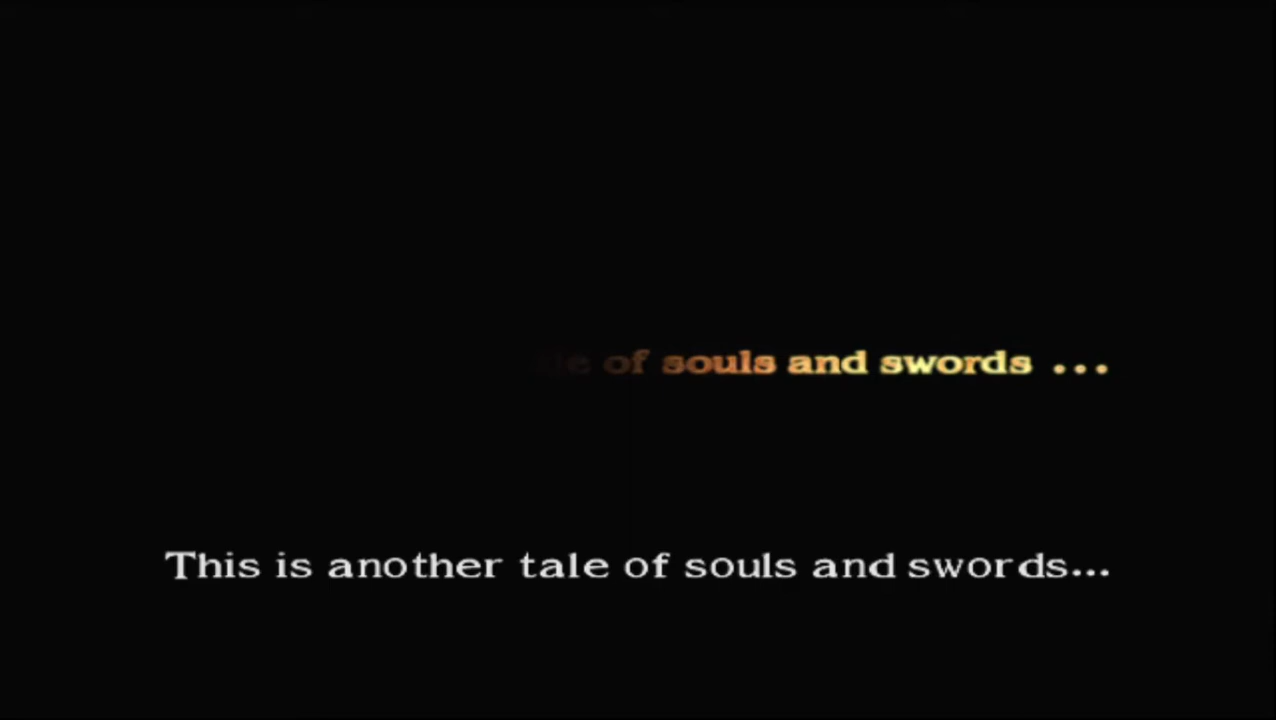 of souls and swords ...
This is another tale of souls and swords...